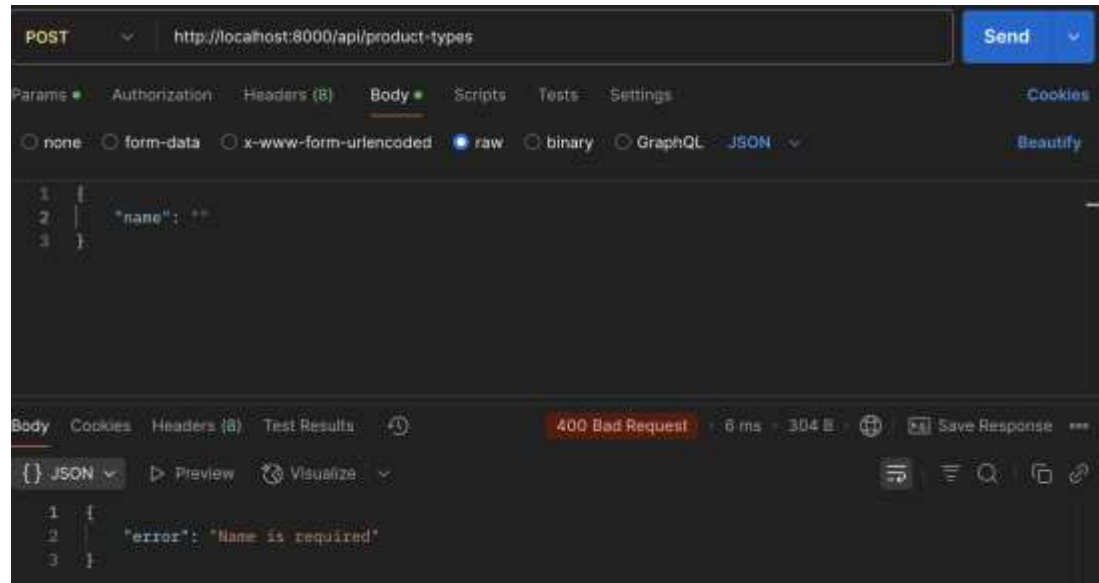 POST http://localhost:8000/api/product-types Send
Params Authorization Headers (8) Body Scripts Tests Settings Cookies
none form-data x-www-form-urlencoded raw binary GraphQL JSON Beautify
1 {
2 "name": ""
3 }
Body Cookies Headers (8) Test Results 400 Bad Request 6 ms 304 B Save Response
{} JSON Preview Visualize
1 {
2 "error": "Name is required"
3 }